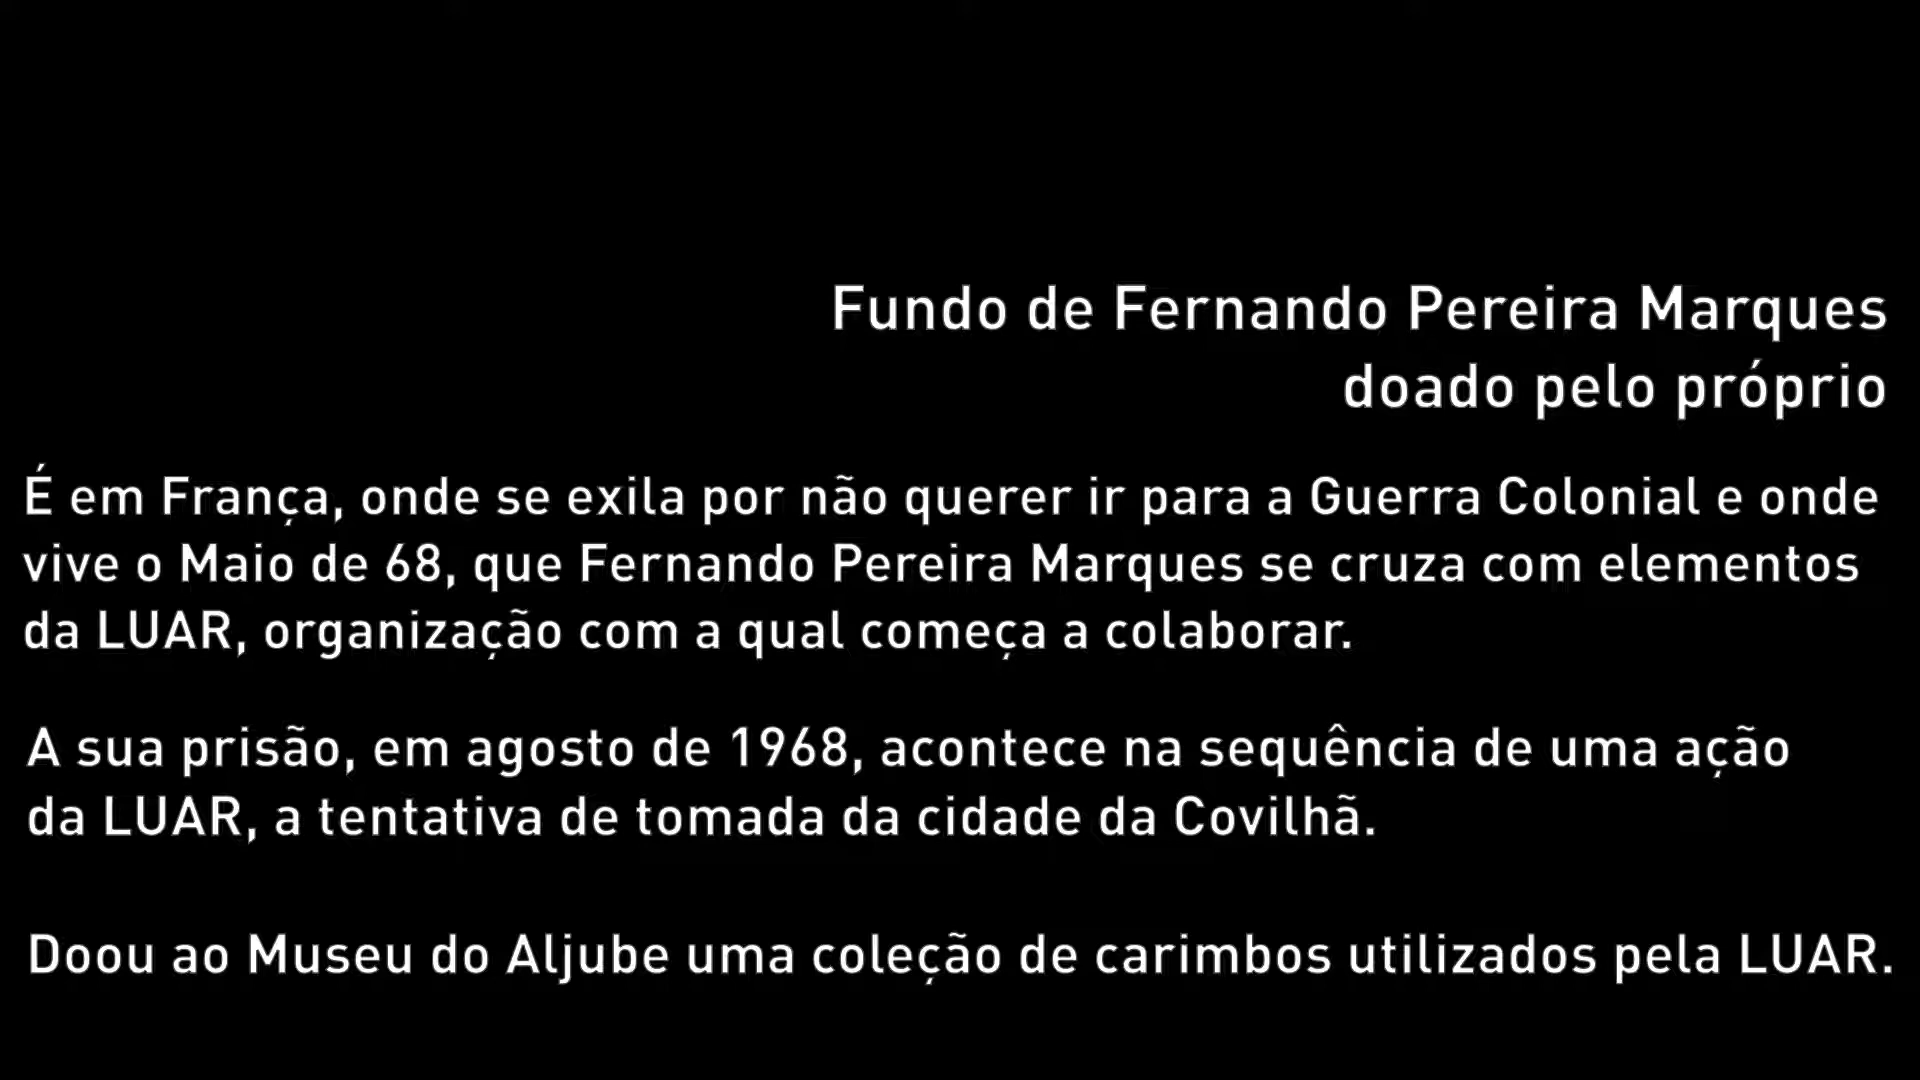 Fundo de Fernando Pereira Marques
doado pelo próprio
É em França, onde se exila por não querer ir para a Guerra Colonial e onde
vive o Maio de 68, que Fernando Pereira Marques se cruza com elementos
da LUAR, organização com a qual começa a colaborar.
A sua prisão, em agosto de 1968, acontece na sequência de uma ação
da LUAR, a tentativa de tomada da cidade da Covilhã.
Doou ao Museu do Aljube uma coleção de carimbos utilizados pela LUAR.